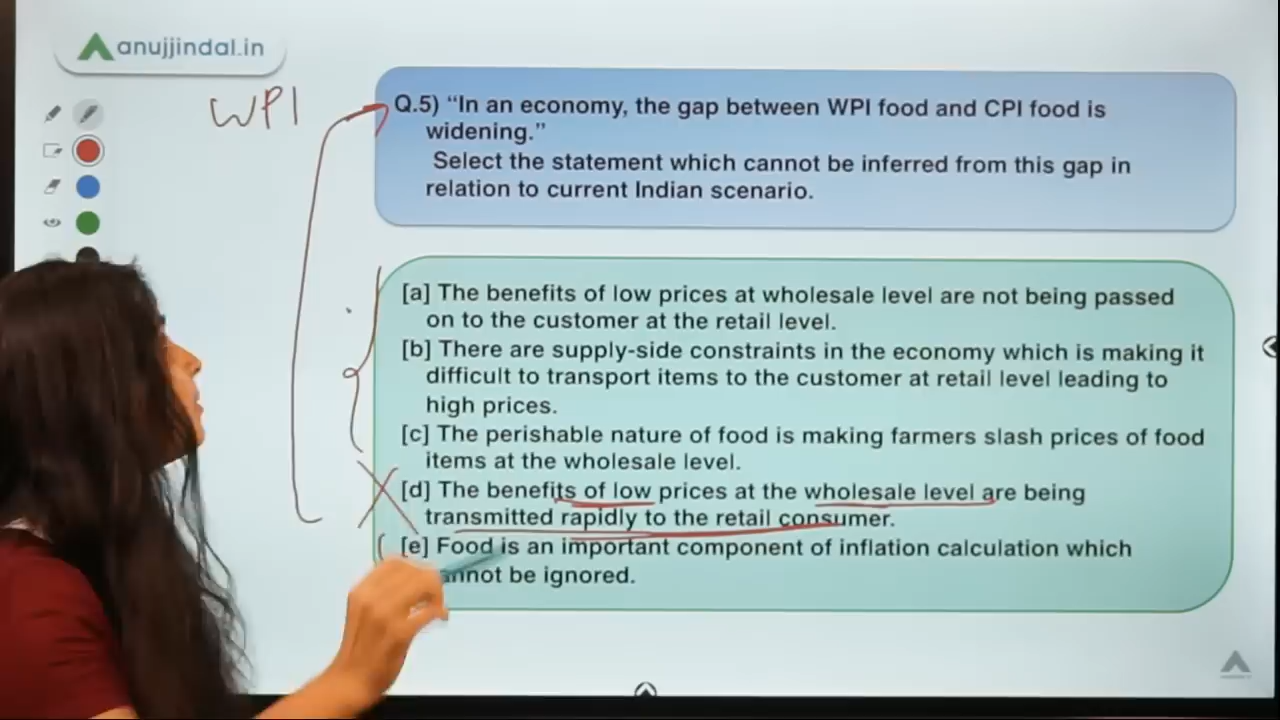 anujjindal.in
WPI
Q.5) “In an economy, the gap between WPI food and CPI food is
widening.”
Select the statement which cannot be inferred from this gap in
relation to current Indian scenario.
[a] The benefits of low prices at wholesale level are not being passed
on to the customer at the retail level.
[b] There are supply-side constraints in the economy which is making it
difficult to transport items to the customer at retail level leading to
high prices.
[c] The perishable nature of food is making farmers slash prices of food
items at the wholesale level.
[d] The benefits of low prices at the wholesale level are being
transmitted rapidly to the retail consumer.
[e] Food is an important component of inflation calculation which
annot be ignored.